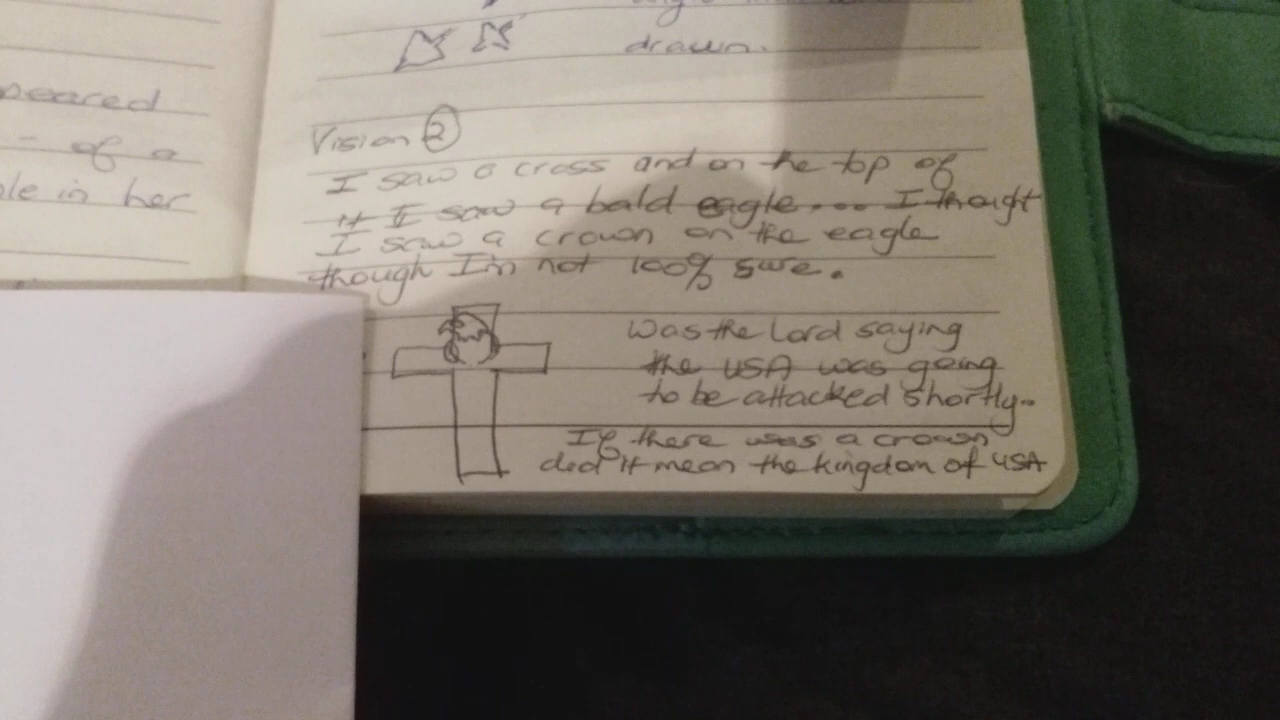 drawn.
peared
- of a
in her
Vision 2
I saw a cross and on the top of
it I saw a bald eagle.... I thought
I saw a crown on the eagle
though I'm not 100% sure.
Was the Lord saying
the USA was going
to be attacked shortly.
If there was a crown
did it mean the kingdom of USA